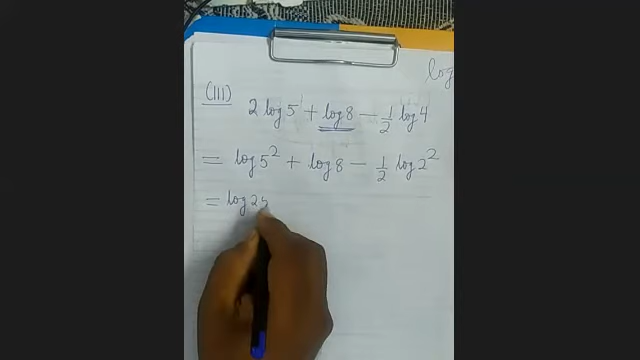 log
(III) 2 log 5 + log 8 − 1/2 log 4
= log 5² + log 8 − 1/2 log 2²
= log 25